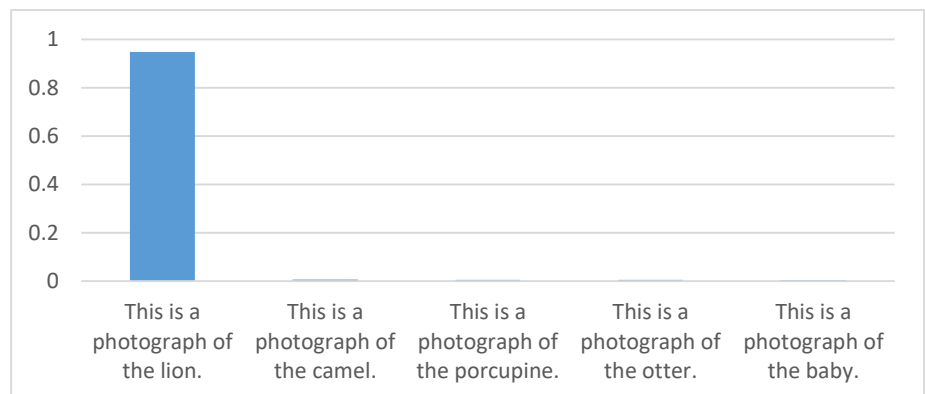 1
0.8
0.6
0.4
0.2
0
This is a
photograph of
the lion.
This is a
photograph of
the camel.
This is a
photograph of
the porcupine.
This is a
photograph of
the otter.
This is a
photograph of
the baby.